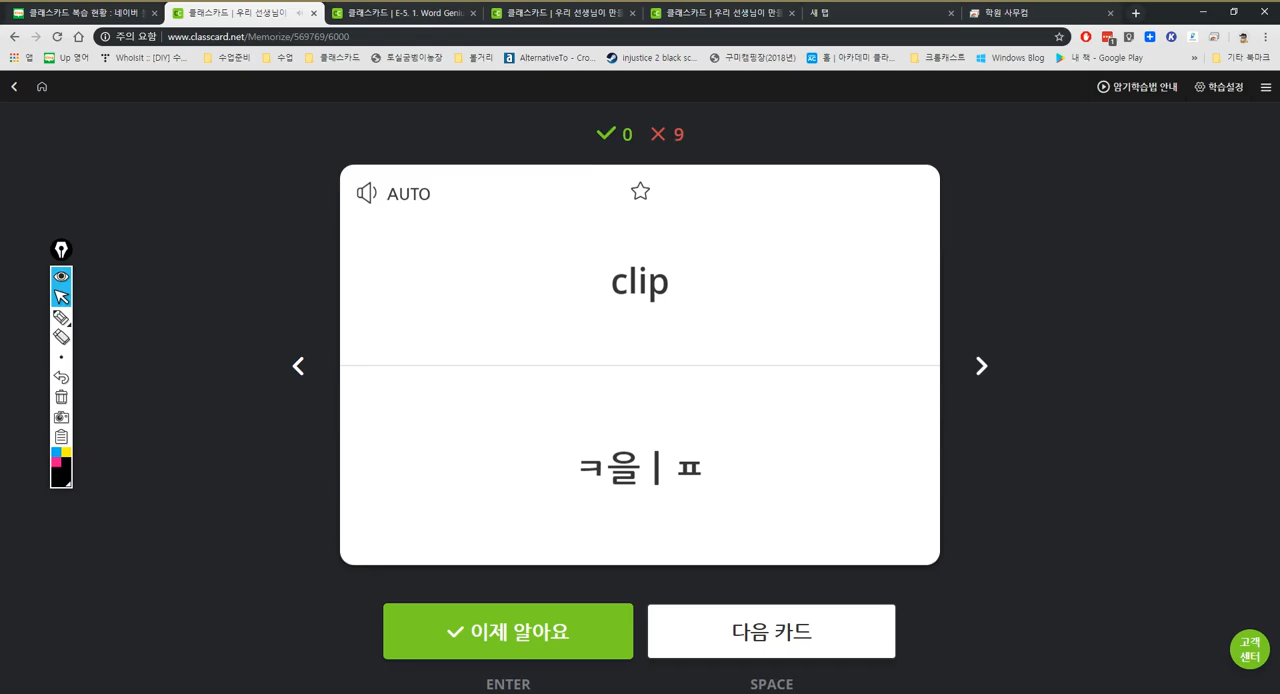 클래스카드 복습 현황 : 네이버
클래스카드 | 우리 선생님이
클래스카드 | E-5. 1. Word Geni
클래스카드 | 우리 선생님이 만든
클래스카드 | 우리 선생님이 만든
새 탭
학원 사무컴
주의 요함 | www.classcard.net/Memorize/569769/6000
앱
Up 영어
WhoisIt :: [DIY] 수...
수업준비
수업
클래스카드
토실굼벵이농장
볼거리
AlternativeTo - Cro...
injustice 2 black sc...
구미캠핑장(2018년)
홈 | 아카데미 플라...
크롬캐스트
Windows Blog
내 책 - Google Play
»
기타 북마크
암기학습법 안내
학습설정
0
9
AUTO
clip
ㅋ을ㅣㅍ
이제 알아요
다음 카드
ENTER
SPACE
고객
센터